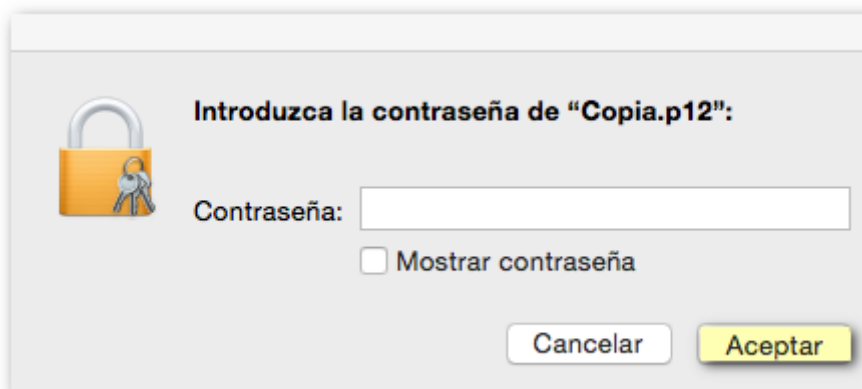 Introduzca la contraseña de “Copia.p12”:
Contraseña:
Mostrar contraseña
Cancelar
Aceptar